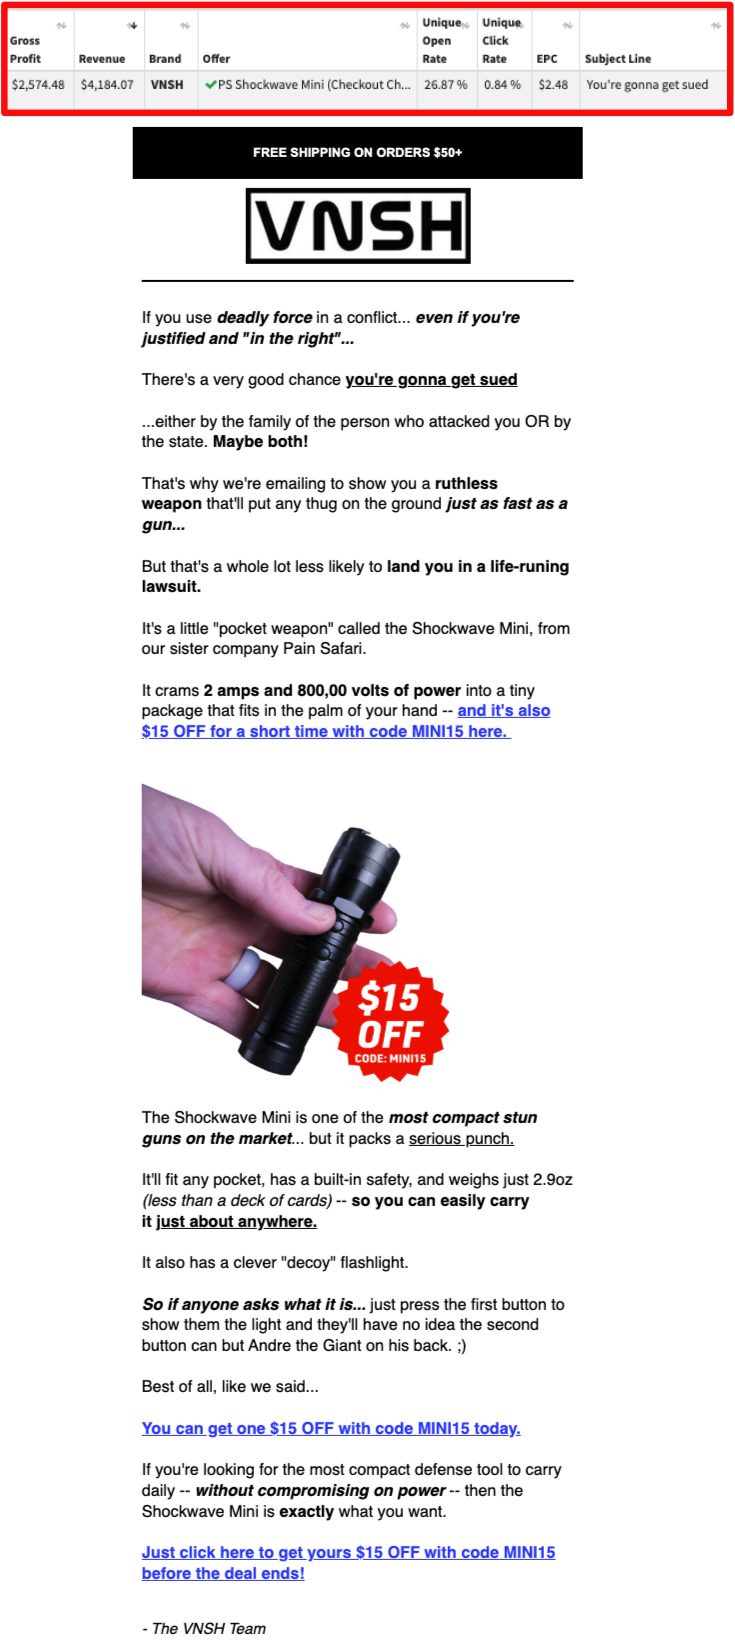 Gross Profit Revenue Brand Offer Unique Open Rate Unique Click Rate EPC Subject Line
$2,574.48 $4,184.07 VNSH PS Shockwave Mini (Checkout Ch... 26.87 % 0.84 % $2.48 You're gonna get sued
FREE SHIPPING ON ORDERS $50+
VNSH
If you use deadly force in a conflict... even if you're
justified and "in the right"...
There's a very good chance you're gonna get sued
...either by the family of the person who attacked you OR by
the state. Maybe both!
That's why we're emailing to show you a ruthless
weapon that'll put any thug on the ground just as fast as a
gun...
But that's a whole lot less likely to land you in a life-runing
lawsuit.
It's a little "pocket weapon" called the Shockwave Mini, from
our sister company Pain Safari.
It crams 2 amps and 800,00 volts of power into a tiny
package that fits in the palm of your hand -- and it's also
$15 OFF for a short time with code MINI15 here.
$15
OFF
CODE: MINI15
The Shockwave Mini is one of the most compact stun
guns on the market... but it packs a serious punch.
It'll fit any pocket, has a built-in safety, and weighs just 2.9oz
(less than a deck of cards) -- so you can easily carry
it just about anywhere.
It also has a clever "decoy" flashlight.
So if anyone asks what it is... just press the first button to
show them the light and they'll have no idea the second
button can but Andre the Giant on his back. ;)
Best of all, like we said...
You can get one $15 OFF with code MINI15 today.
If you're looking for the most compact defense tool to carry
daily -- without compromising on power -- then the
Shockwave Mini is exactly what you want.
Just click here to get yours $15 OFF with code MINI15
before the deal ends!
- The VNSH Team